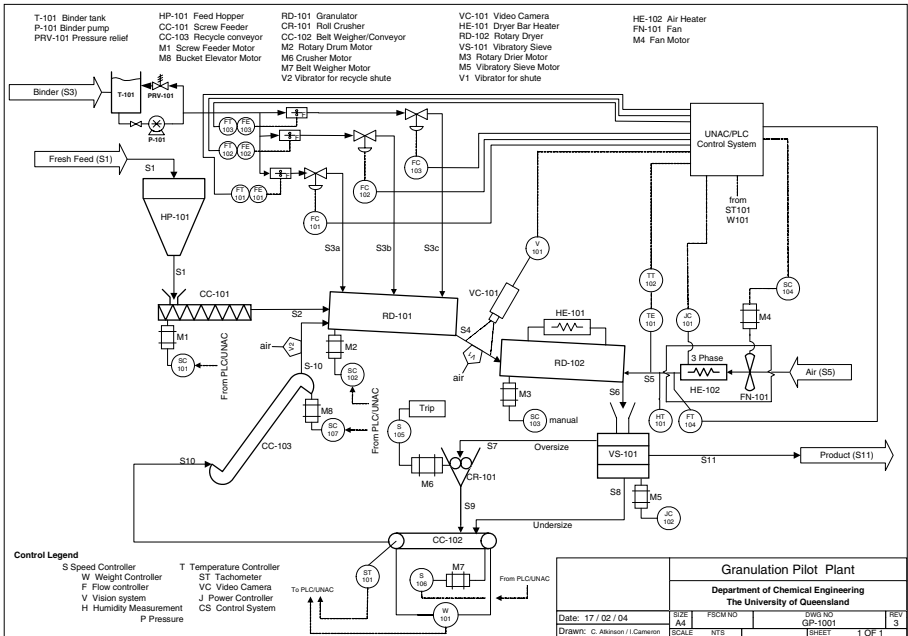 T-101 Binder tank
P-101 Binder pump
PRV-101 Pressure relief
HP-101 Feed Hopper
CC-101 Screw Feeder
CC-103 Recycle conveyor
M1 Screw Feeder Motor
M8 Bucket Elevator Motor
RD-101 Granulator
CR-101 Roll Crusher
CC-102 Belt Weigher/Conveyor
M2 Rotary Drum Motor
M6 Crusher Motor
M7 Belt Weigher Motor
V2 Vibrator for recycle shute
VC-101 Video Camera
HE-101 Dryer Bar Heater
RD-102 Rotary Dryer
VS-101 Vibratory Sieve
M3 Rotary Drier Motor
M5 Vibratory Sieve Motor
V1 Vibrator for shute
HE-102 Air Heater
FN-101 Fan
M4 Fan Motor
Binder (S3)
T-101
PRV-101
P-101
F
FT 103
FE 103
F
FT 102
FE 102
F
FT 101
FE 101
FC 103
FC 102
FC 101
UNAC/PLC
Control System
from
ST101
W101
Fresh Feed (S1)
S1
HP-101
S1
S3a
S3b
S3c
V 101
VC-101
TT 102
TE 101
JC 101
SC 104
M4
CC-101
S2
RD-101
S4
V1
air
HE-101
RD-102
3 Phase
HE-102
FN-101
Air (S5)
S5
M1
SC 101
From PLC/UNAC
air
V2
S-10
M2
SC 102
From PLC/UNAC
M8
SC 107
CC-103
S10
M3
SC 103
manual
S6
HT 101
FT 104
Trip
S 105
M6
S7
Oversize
CR-101
VS-101
S11
Product (S11)
S8
M5
JC 102
S9
Undersize
CC-102
M7
S 106
From PLC/UNAC
ST 101
To PLC/UNAC
W 101
Control Legend
S Speed Controller
W Weight Controller
F Flow controller
V Vision system
H Humidity Measurement
P Pressure
T Temperature Controller
ST Tachometer
VC Video Camera
J Power Controller
CS Control System
Granulation Pilot Plant
Department of Chemical Engineering
The University of Queensland
Date: 17 / 02 / 04
SIZE A4
FSCM NO
DWG NO GP-1001
REV 3
Drawn: C. Atkinson / I.Cameron
SCALE NTS
SHEET 1 OF 1